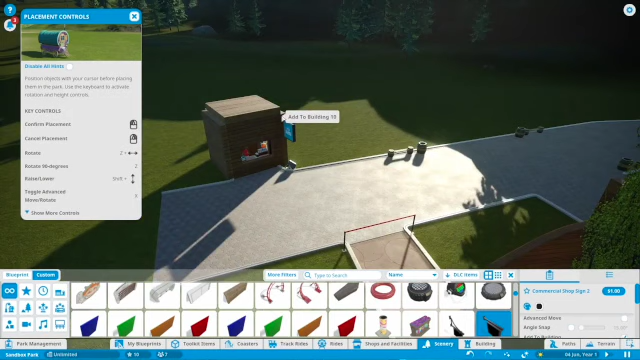 PLACEMENT CONTROLS
Disable All Hints
Position objects with your cursor before placing
them in the park. Use the keyboard to activate
rotation and height controls.
KEY CONTROLS
Confirm Placement
Cancel Placement
Rotate
Z +
Rotate 90-degrees
Z
Raise/Lower
Shift +
Toggle Advanced
Move/Rotate
Show More Controls
Add To Building 10
Blueprint
Custom
More Filters
Type to Search
Name
DLC Items
Commercial Shop Sign 2
$1.00
Advanced Move
Angle Snap
Park Management
My Blueprints
Toolkit Items
Coasters
Track Rides
Rides
Shops and Facilities
Scenery
Building
Paths
Terrain
Sandbox Park
Unlimited
04 Jun, Year 1